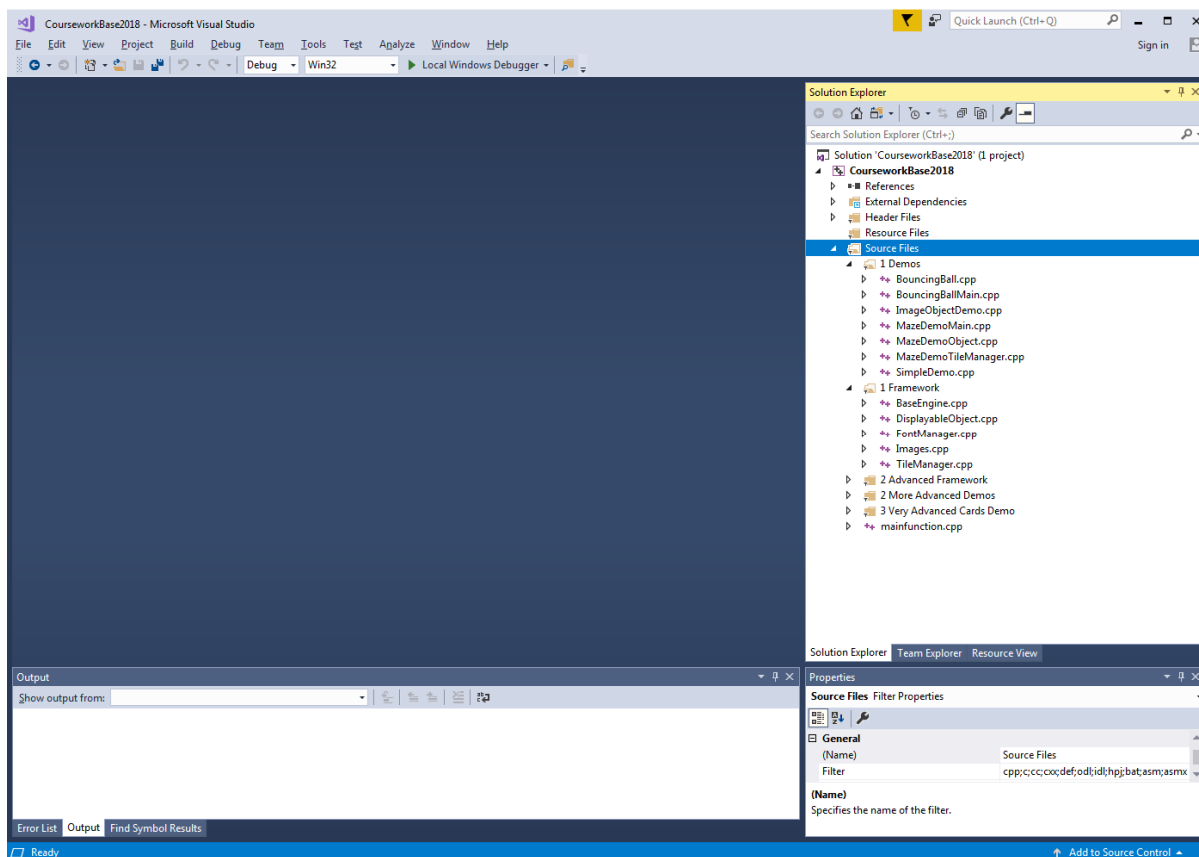 CourseworkBase2018 - Microsoft Visual Studio
Quick Launch (Ctrl+Q)
File Edit View Project Build Debug Team Tools Test Analyze Window Help
Sign in
Debug Win32 Local Windows Debugger
Solution Explorer
Search Solution Explorer (Ctrl+;)
Solution 'CourseworkBase2018' (1 project)
CourseworkBase2018
References
External Dependencies
Header Files
Resource Files
Source Files
1 Demos
BouncingBall.cpp
BouncingBallMain.cpp
ImageObjectDemo.cpp
MazeDemoMain.cpp
MazeDemoObject.cpp
MazeDemoTileManager.cpp
SimpleDemo.cpp
1 Framework
BaseEngine.cpp
DisplayableObject.cpp
FontManager.cpp
Images.cpp
TileManager.cpp
2 Advanced Framework
2 More Advanced Demos
3 Very Advanced Cards Demo
mainfunction.cpp
Solution Explorer Team Explorer Resource View
Output
Show output from:
Error List Output Find Symbol Results
Properties
Source Files Filter Properties
General
(Name) Source Files
Filter cpp;c;cc;cxx;def;odl;idl;hpj;bat;asm;asmx
(Name)
Specifies the name of the filter.
Ready
Add to Source Control